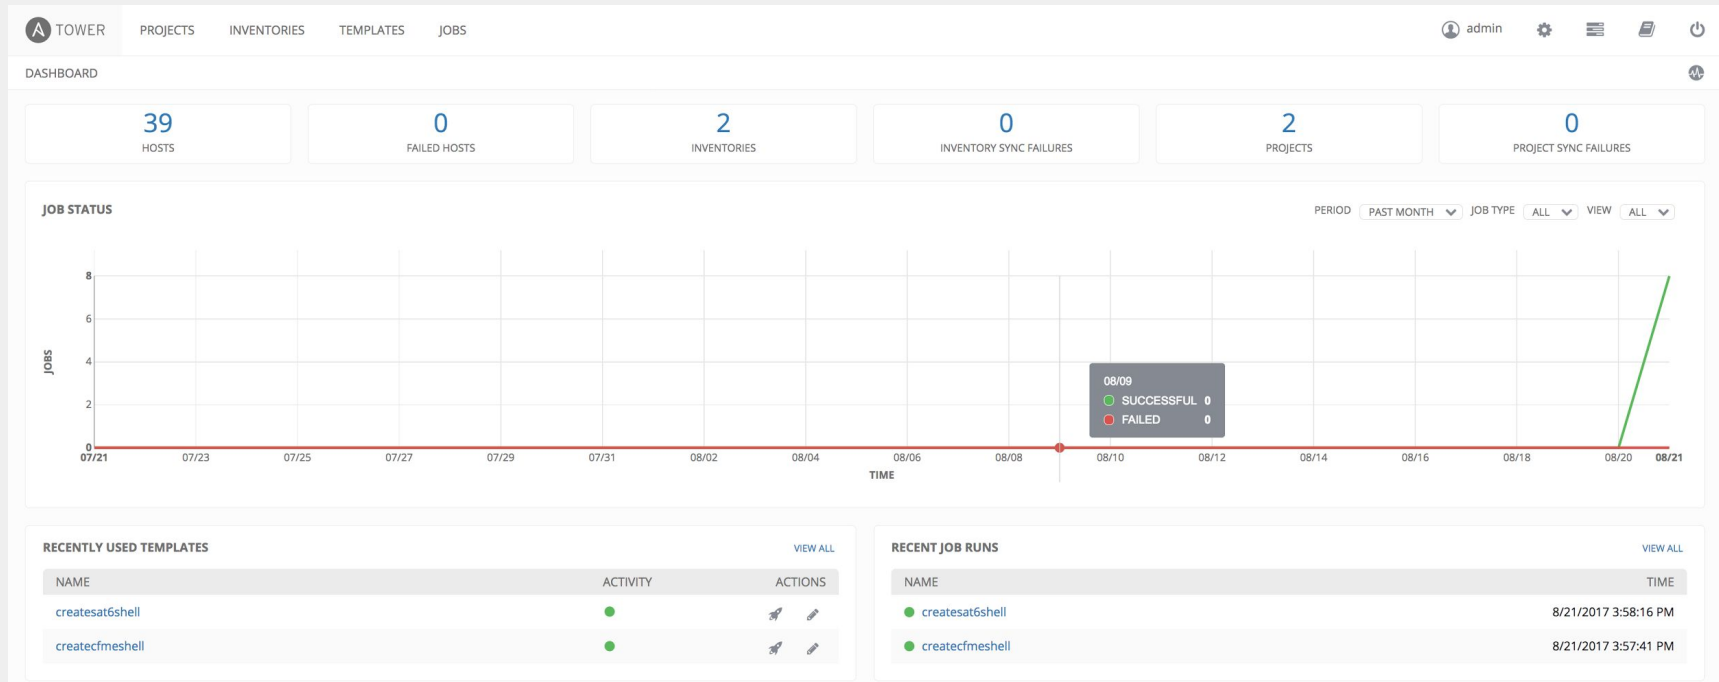 A TOWER PROJECTS INVENTORIES TEMPLATES JOBS admin
DASHBOARD
39 0 2 0 2 0
HOSTS FAILED HOSTS INVENTORIES INVENTORY SYNC FAILURES PROJECTS PROJECT SYNC FAILURES
JOB STATUS PERIOD PAST MONTH JOB TYPE ALL VIEW ALL
8
6
JOBS
4
2
0
08/09
SUCCESSFUL 0
FAILED 0
07/21 07/23 07/25 07/27 07/29 07/31 08/02 08/04 08/06 08/08 08/10 08/12 08/14 08/16 08/18 08/20 08/21
TIME
RECENTLY USED TEMPLATES VIEW ALL
NAME ACTIVITY ACTIONS
createsat6shell
createcfmeshell
RECENT JOB RUNS VIEW ALL
NAME TIME
createsat6shell 8/21/2017 3:58:16 PM
createcfmeshell 8/21/2017 3:57:41 PM